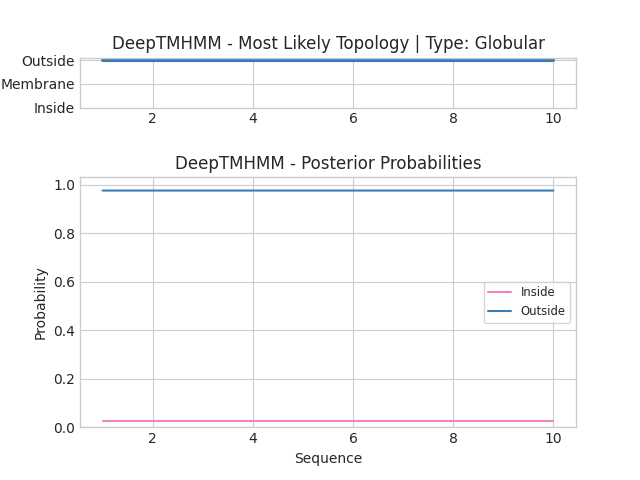 DeepTMHMM - Most Likely Topology | Type: Globular
Outside
Membrane
Inside
2 4 6 8 10
DeepTMHMM - Posterior Probabilities
1.0
0.8
0.6
0.4
0.2
0.0
Probability
Inside
Outside
2 4 6 8 10
Sequence